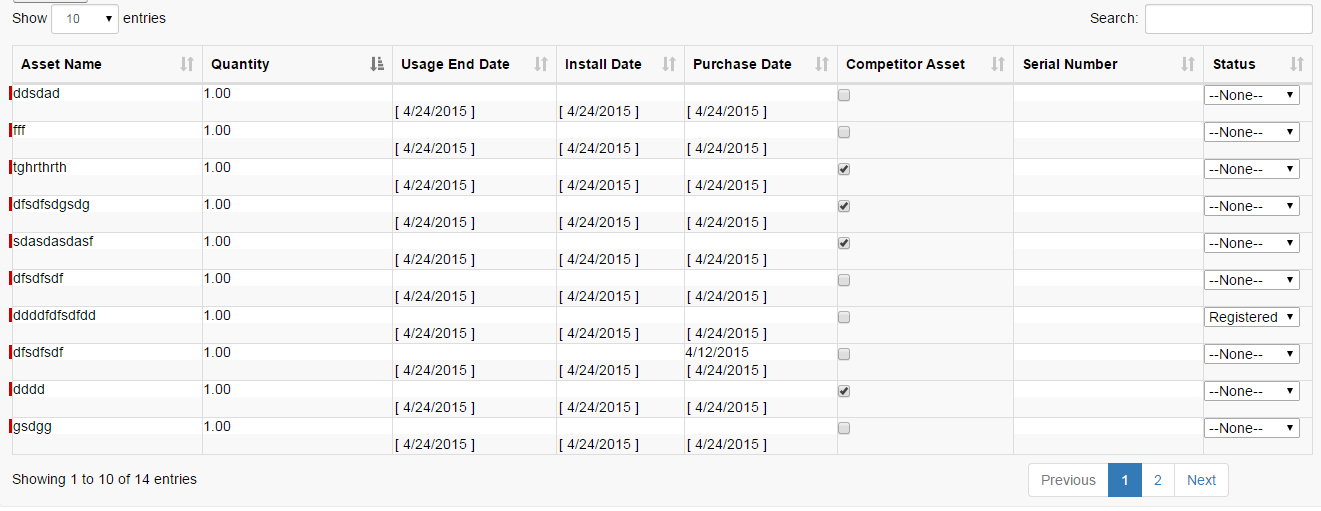 Show 10 entries Search:
Asset Name Quantity Usage End Date Install Date Purchase Date Competitor Asset Serial Number Status
ddsdad 1.00 --None--
[ 4/24/2015 ] [ 4/24/2015 ] [ 4/24/2015 ]
fff 1.00 --None--
[ 4/24/2015 ] [ 4/24/2015 ] [ 4/24/2015 ]
tghrthrth 1.00 --None--
[ 4/24/2015 ] [ 4/24/2015 ] [ 4/24/2015 ]
dfsdfsdgsdg 1.00 --None--
[ 4/24/2015 ] [ 4/24/2015 ] [ 4/24/2015 ]
sdasdasdasf 1.00 --None--
[ 4/24/2015 ] [ 4/24/2015 ] [ 4/24/2015 ]
dfsdfsdf 1.00 --None--
[ 4/24/2015 ] [ 4/24/2015 ] [ 4/24/2015 ]
ddddfdfsdfdd 1.00 Registered
[ 4/24/2015 ] [ 4/24/2015 ] [ 4/24/2015 ]
dfsdfsdf 1.00 4/12/2015 --None--
[ 4/24/2015 ] [ 4/24/2015 ] [ 4/24/2015 ]
dddd 1.00 --None--
[ 4/24/2015 ] [ 4/24/2015 ] [ 4/24/2015 ]
gsdgg 1.00 --None--
[ 4/24/2015 ] [ 4/24/2015 ] [ 4/24/2015 ]
Showing 1 to 10 of 14 entries Previous 1 2 Next